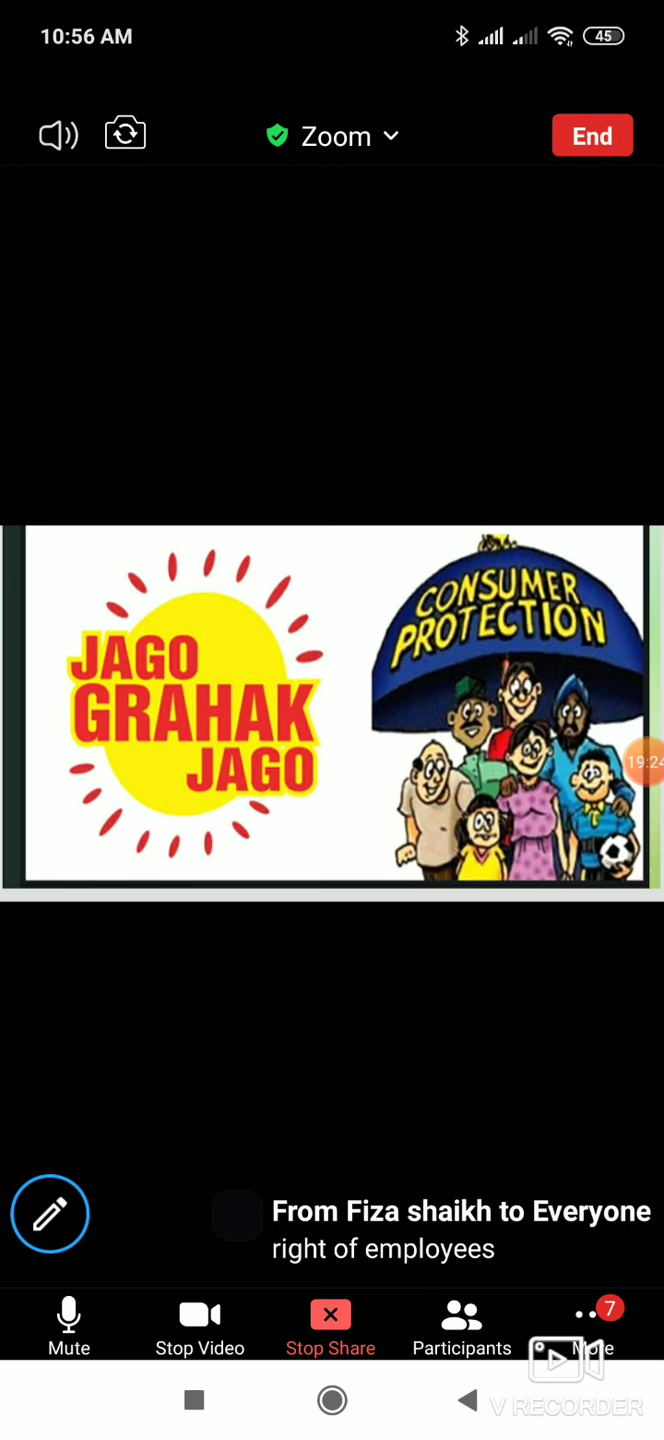 10:56 AM
45
Zoom
End
JAGO
GRAHAK
JAGO
CONSUMER
PROTECTION
19:24
From Fiza shaikh to Everyone
right of employees
7
Mute
Stop Video
Stop Share
Participants
More
V RECORDER